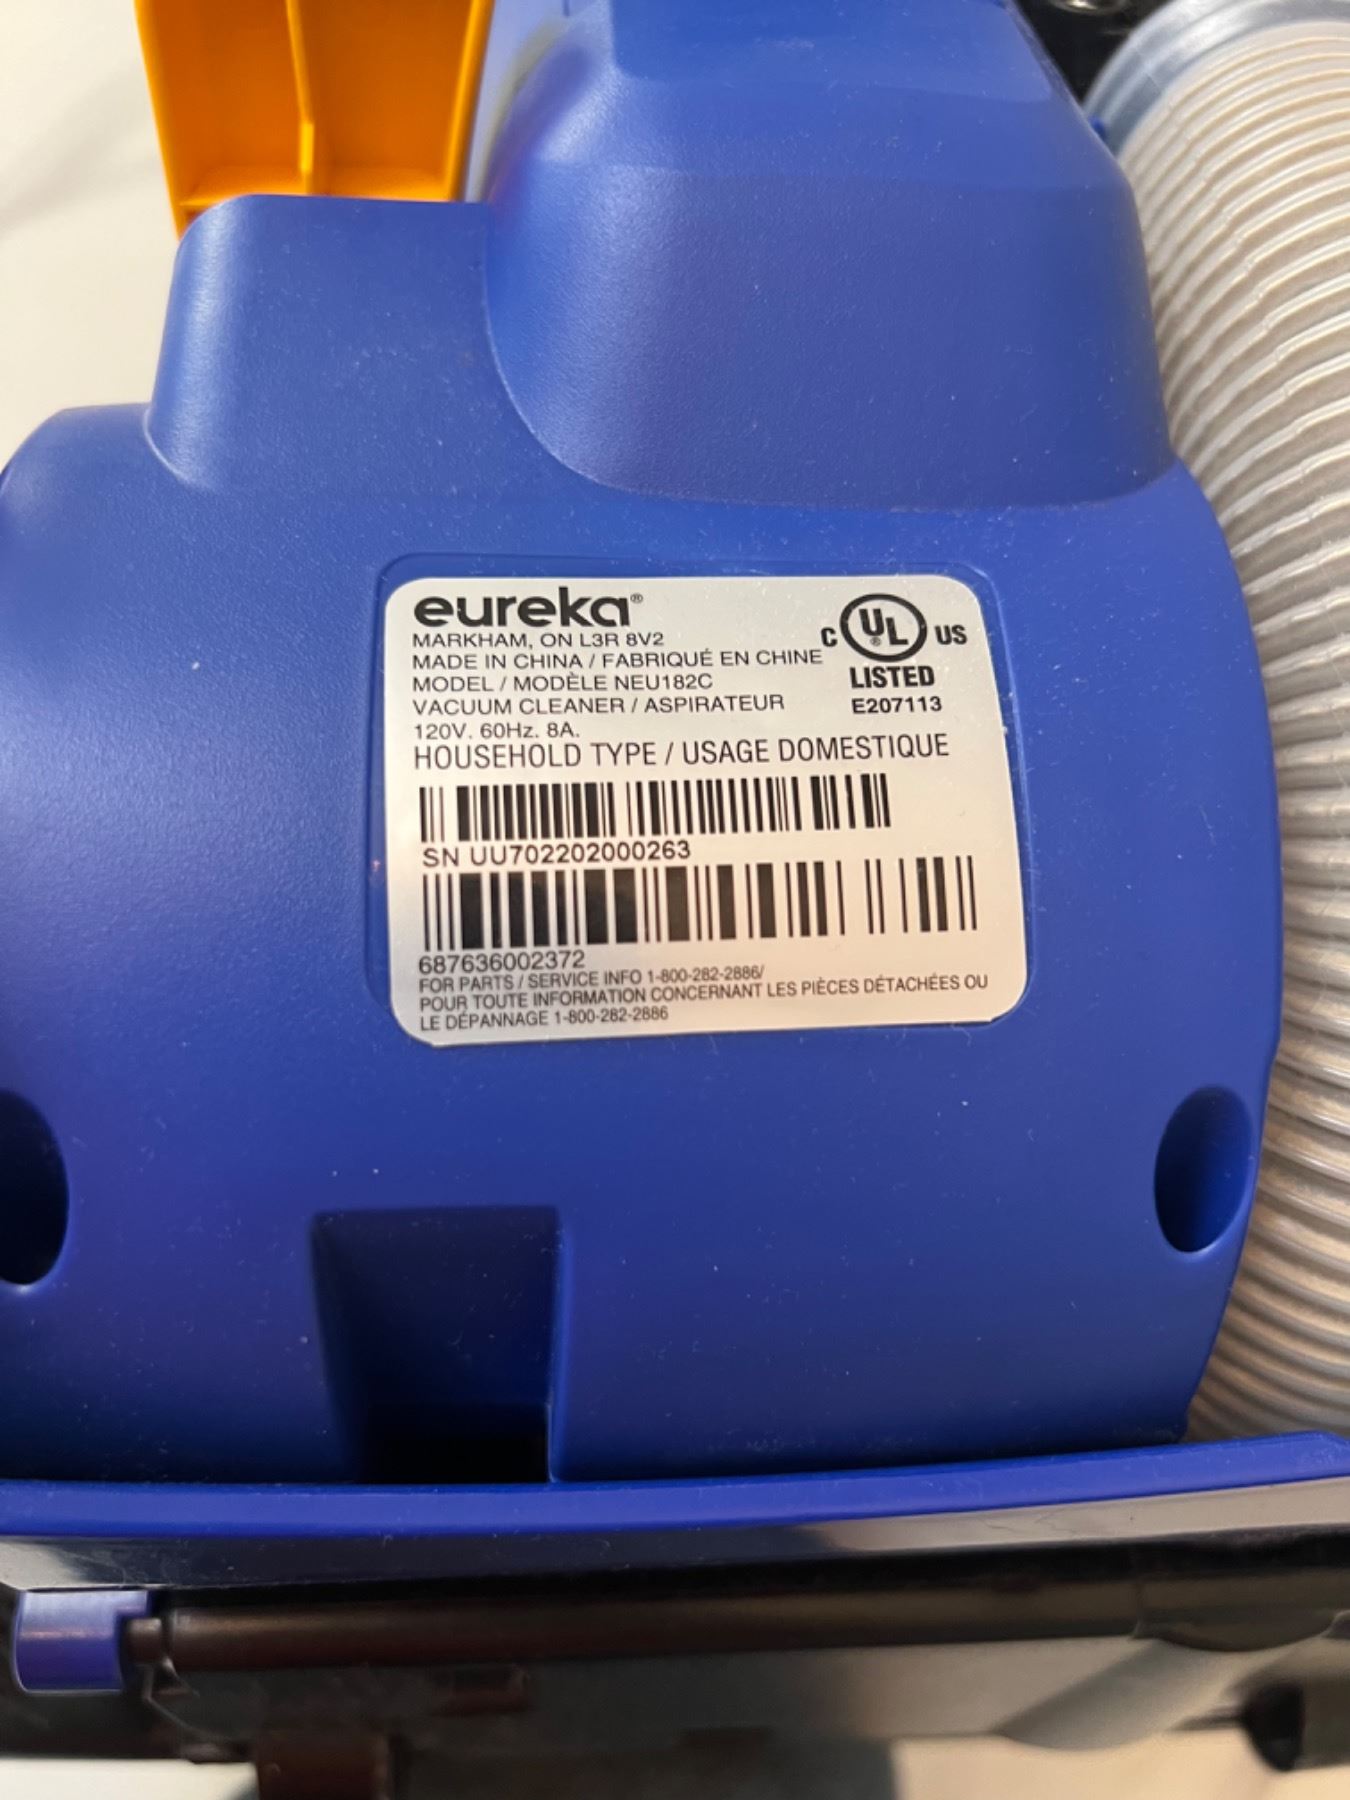 eureka®
MARKHAM, ON L3R 8V2
MADE IN CHINA / FABRIQUÉ EN CHINE
MODEL / MODÈLE NEU182C
VACUUM CLEANER / ASPIRATEUR
120V. 60Hz. 8A.
C UL® US
LISTED
E207113
HOUSEHOLD TYPE / USAGE DOMESTIQUE
SN UU702202000263
687636002372
FOR PARTS / SERVICE INFO 1-800-282-2886/
POUR TOUTE INFORMATION CONCERNANT LES PIÈCES DÉTACHÉES OU
LE DÉPANNAGE 1-800-282-2886